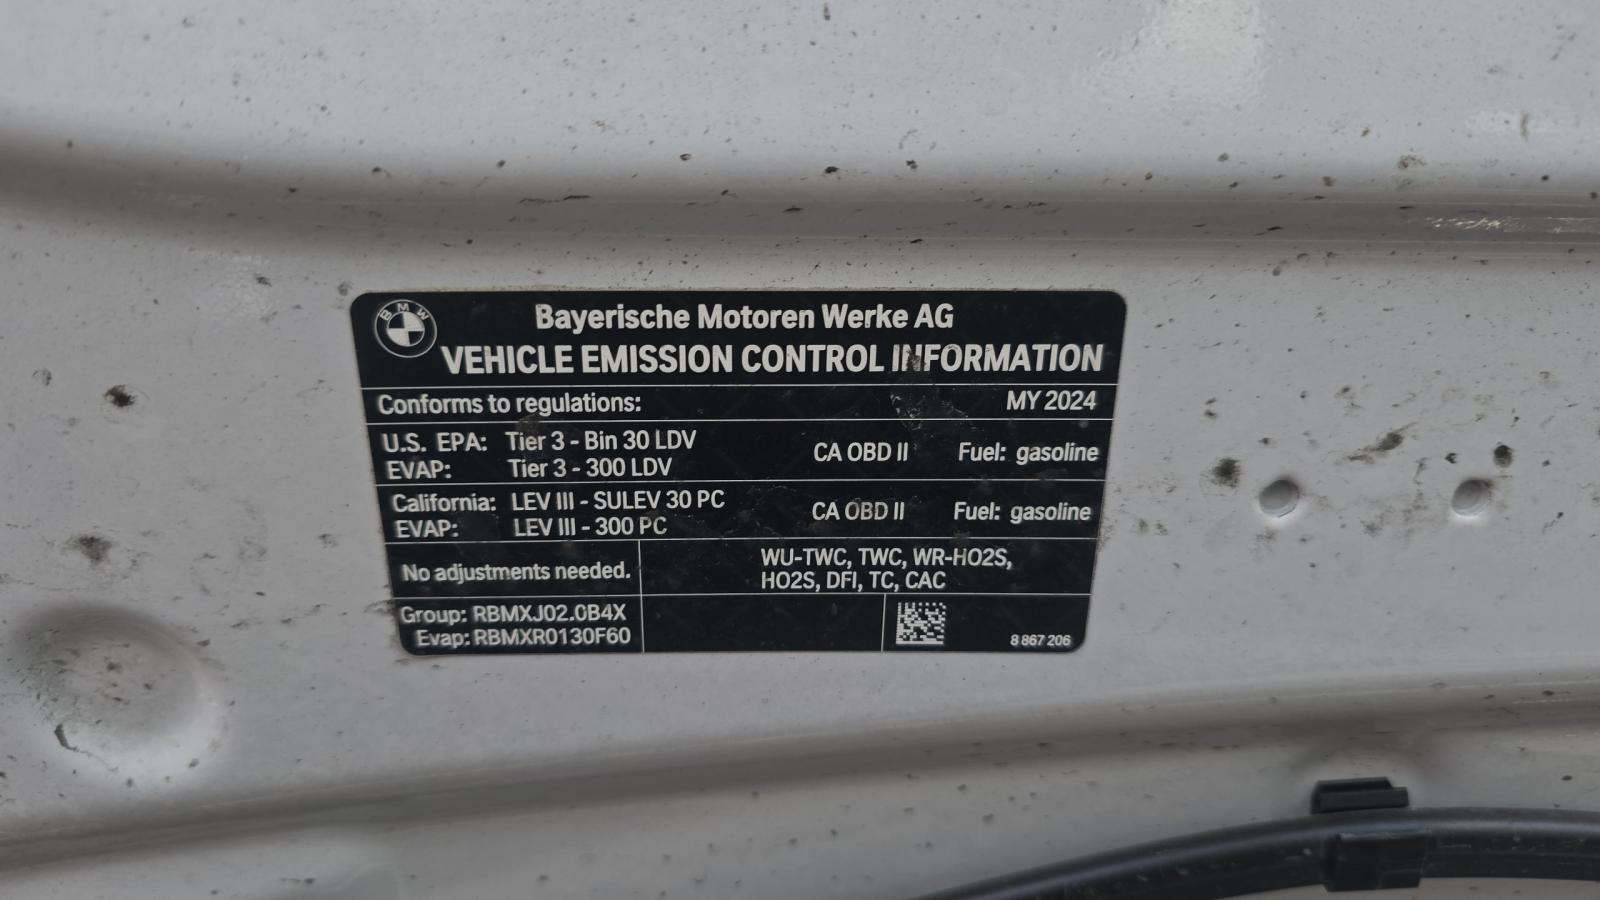 BMW
Bayerische Motoren Werke AG
VEHICLE EMISSION CONTROL INFORMATION
Conforms to regulations: MY 2024
U.S. EPA: Tier 3 - Bin 30 LDV CA OBD II Fuel: gasoline
EVAP: Tier 3 - 300 LDV
California: LEV III - SULEV 30 PC CA OBD II Fuel: gasoline
EVAP: LEV III - 300 PC
No adjustments needed.
WU-TWC, TWC, WR-HO2S,
HO2S, DFI, TC, CAC
Group: RBMXJ02.0B4X
Evap: RBMXR0130F60
8 867 206